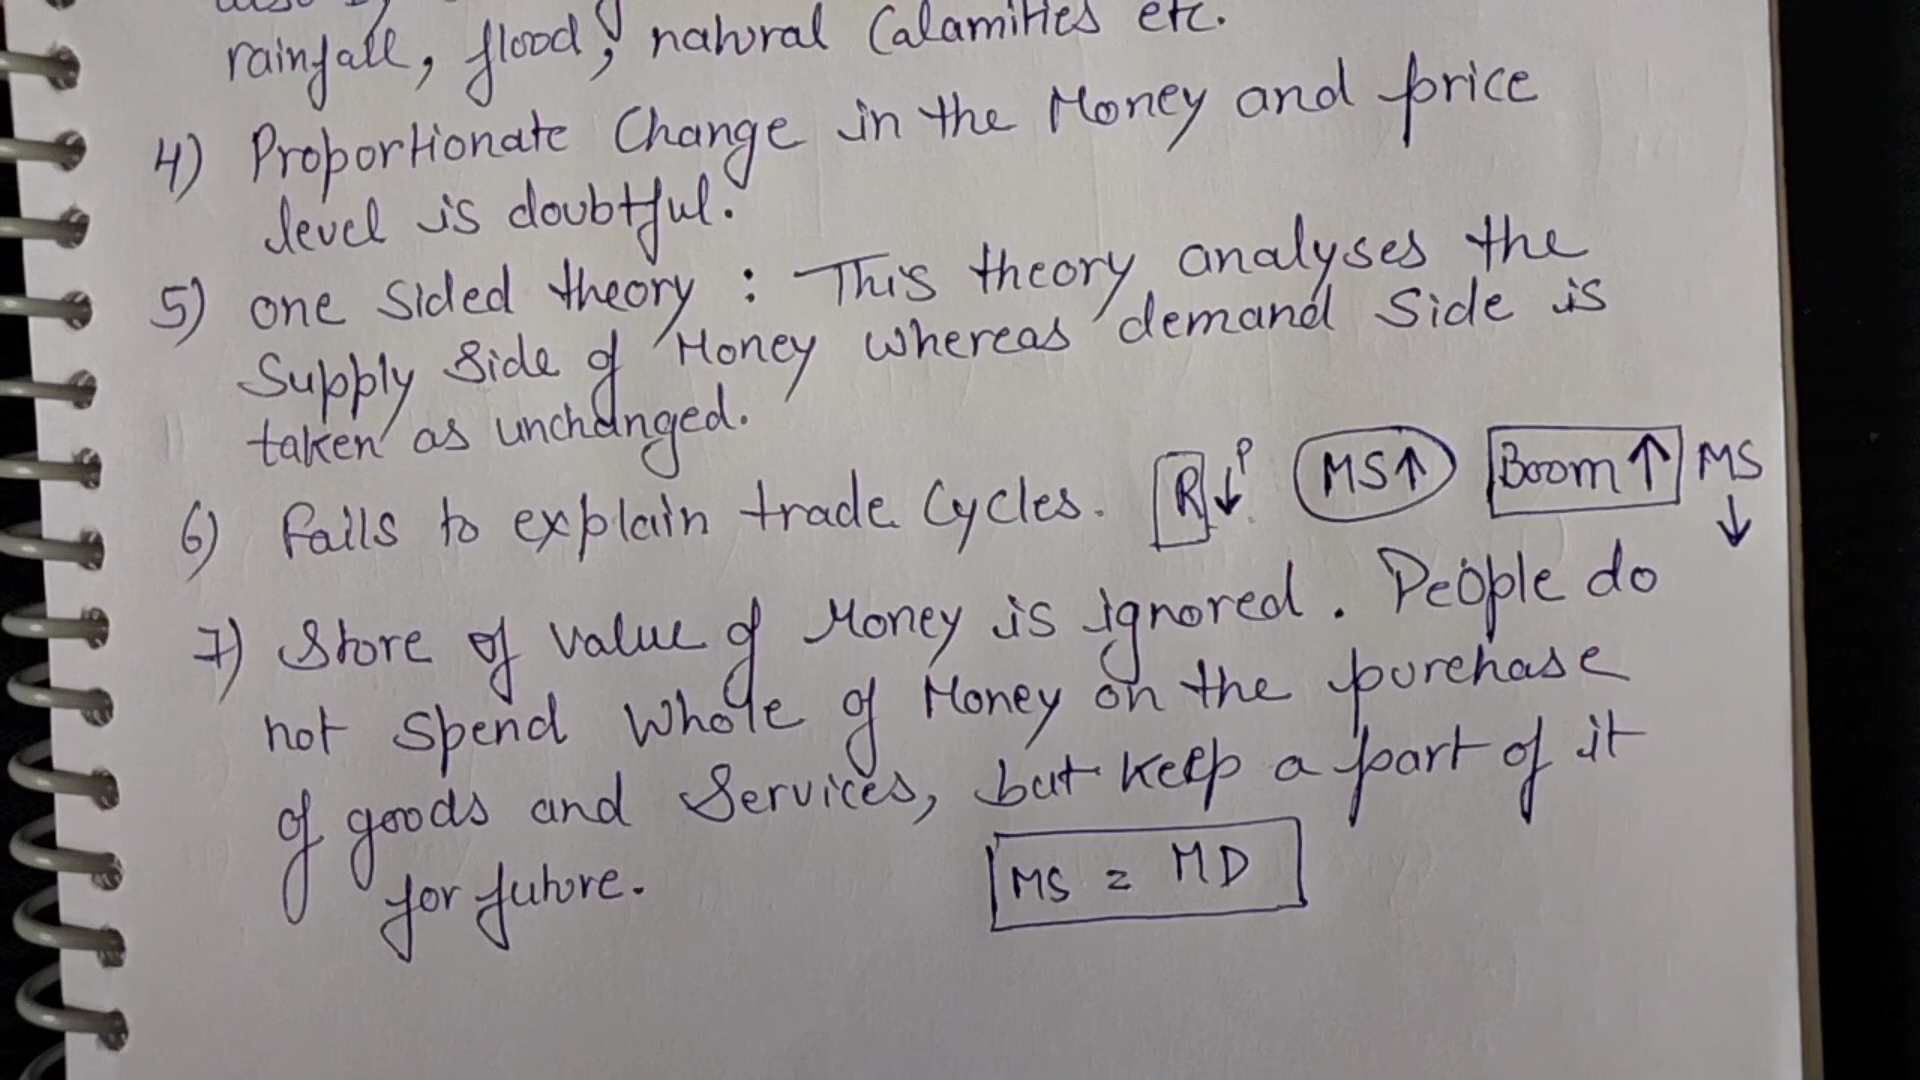 rainfall, flood, natural Calamities etc.
4) Proportionate Change in the Money and price
level is doubtful.
5) one Sided theory : This theory analyses the
Supply Side of Money whereas demand Side is
taken as unchanged.
6) Fails to explain trade Cycles. R↓ P MS↑ Boom↑ MS ↓
7) Store of value of Money is ignored. People do
not Spend Whole of Money on the purchase
of goods and Services, but keep a part of it
for future. MS = MD